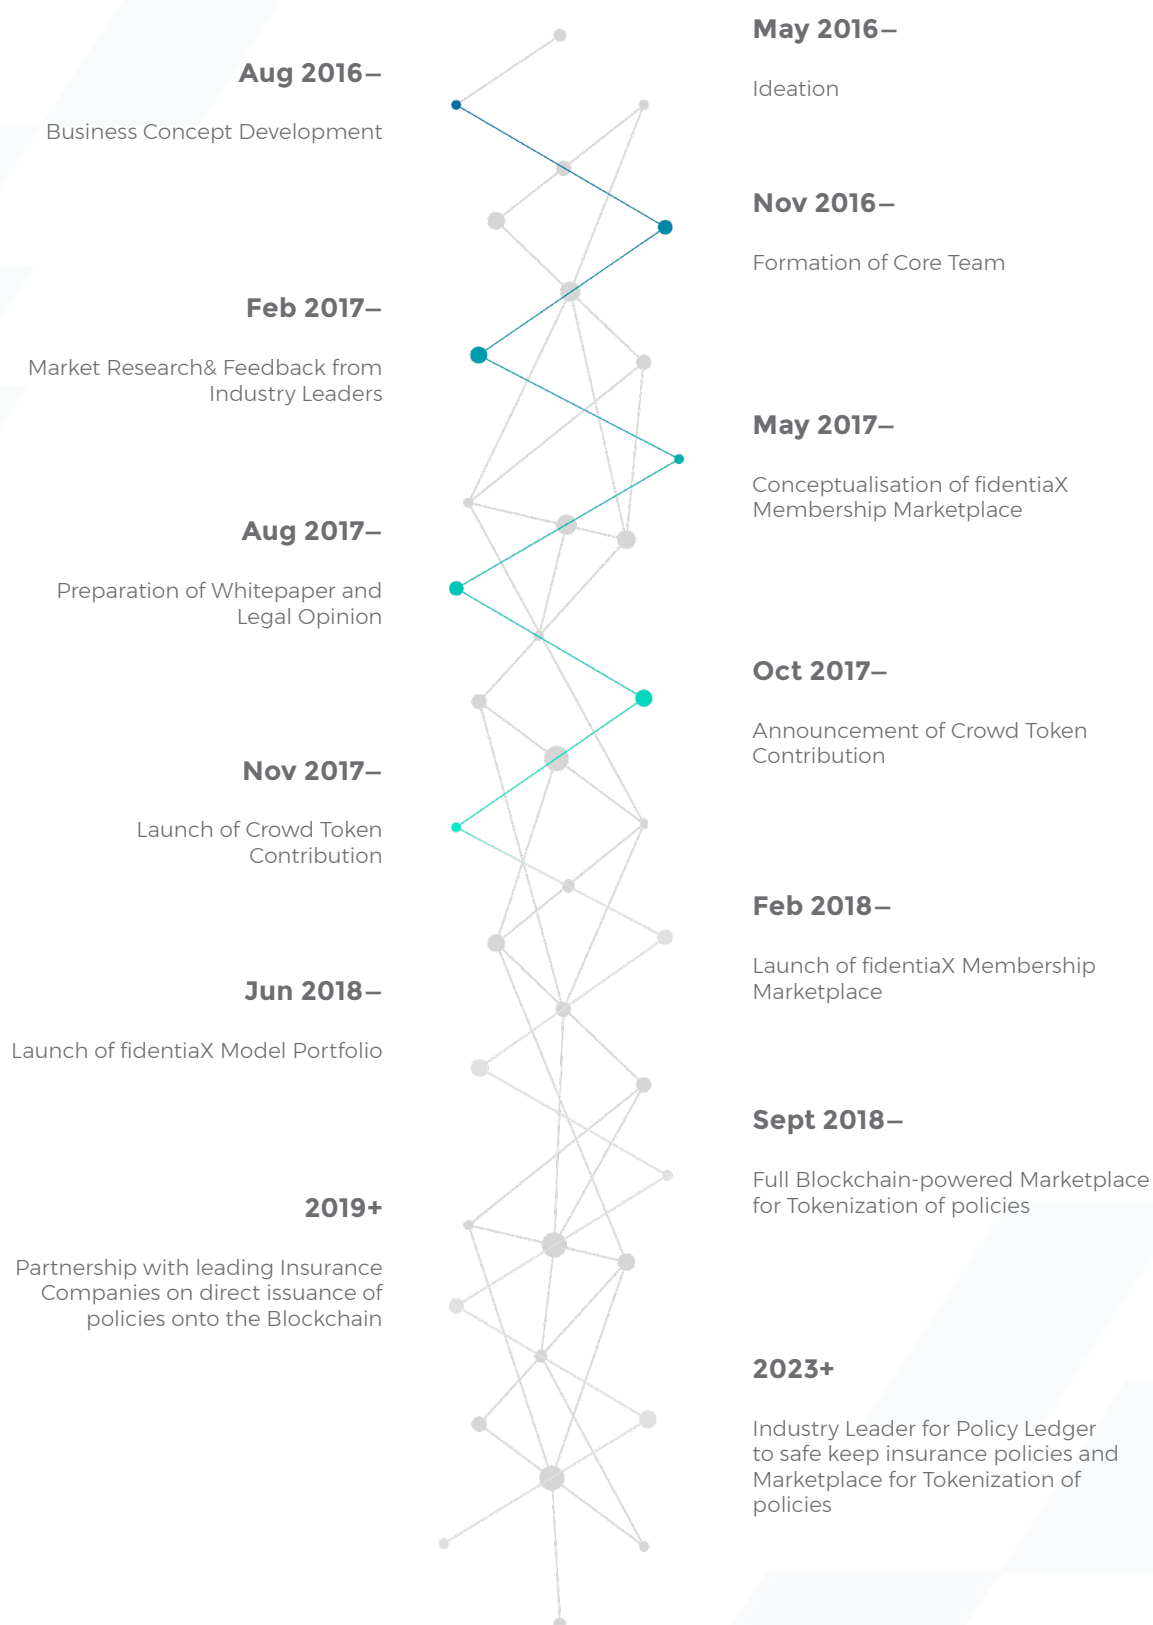 May 2016–
Ideation
Aug 2016–
Business Concept Development
Nov 2016–
Formation of Core Team
Feb 2017–
Market Research& Feedback from
Industry Leaders
May 2017–
Conceptualisation of fidentiaX
Membership Marketplace
Aug 2017–
Preparation of Whitepaper and
Legal Opinion
Oct 2017–
Announcement of Crowd Token
Contribution
Nov 2017–
Launch of Crowd Token
Contribution
Feb 2018–
Launch of fidentiaX Membership
Marketplace
Jun 2018–
Launch of fidentiaX Model Portfolio
Sept 2018–
Full Blockchain-powered Marketplace
for Tokenization of policies
2019+
Partnership with leading Insurance
Companies on direct issuance of
policies onto the Blockchain
2023+
Industry Leader for Policy Ledger
to safe keep insurance policies and
Marketplace for Tokenization of
policies